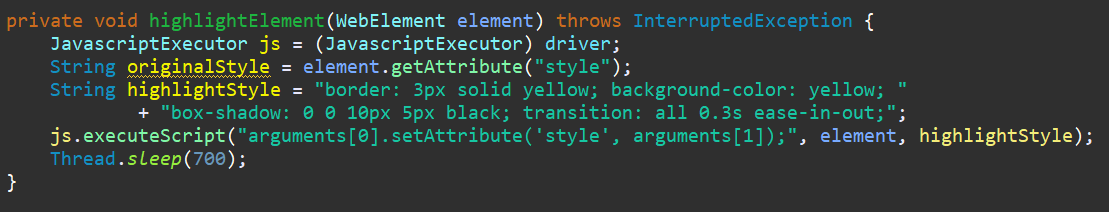 private void highlightElement(WebElement element) throws InterruptedException {
    JavascriptExecutor js = (JavascriptExecutor) driver;
    String originalStyle = element.getAttribute("style");
    String highlightStyle = "border: 3px solid yellow; background-color: yellow; "
            + "box-shadow: 0 0 10px 5px black; transition: all 0.3s ease-in-out;";
    js.executeScript("arguments[0].setAttribute('style', arguments[1]);", element, highlightStyle);
    Thread.sleep(700);
}